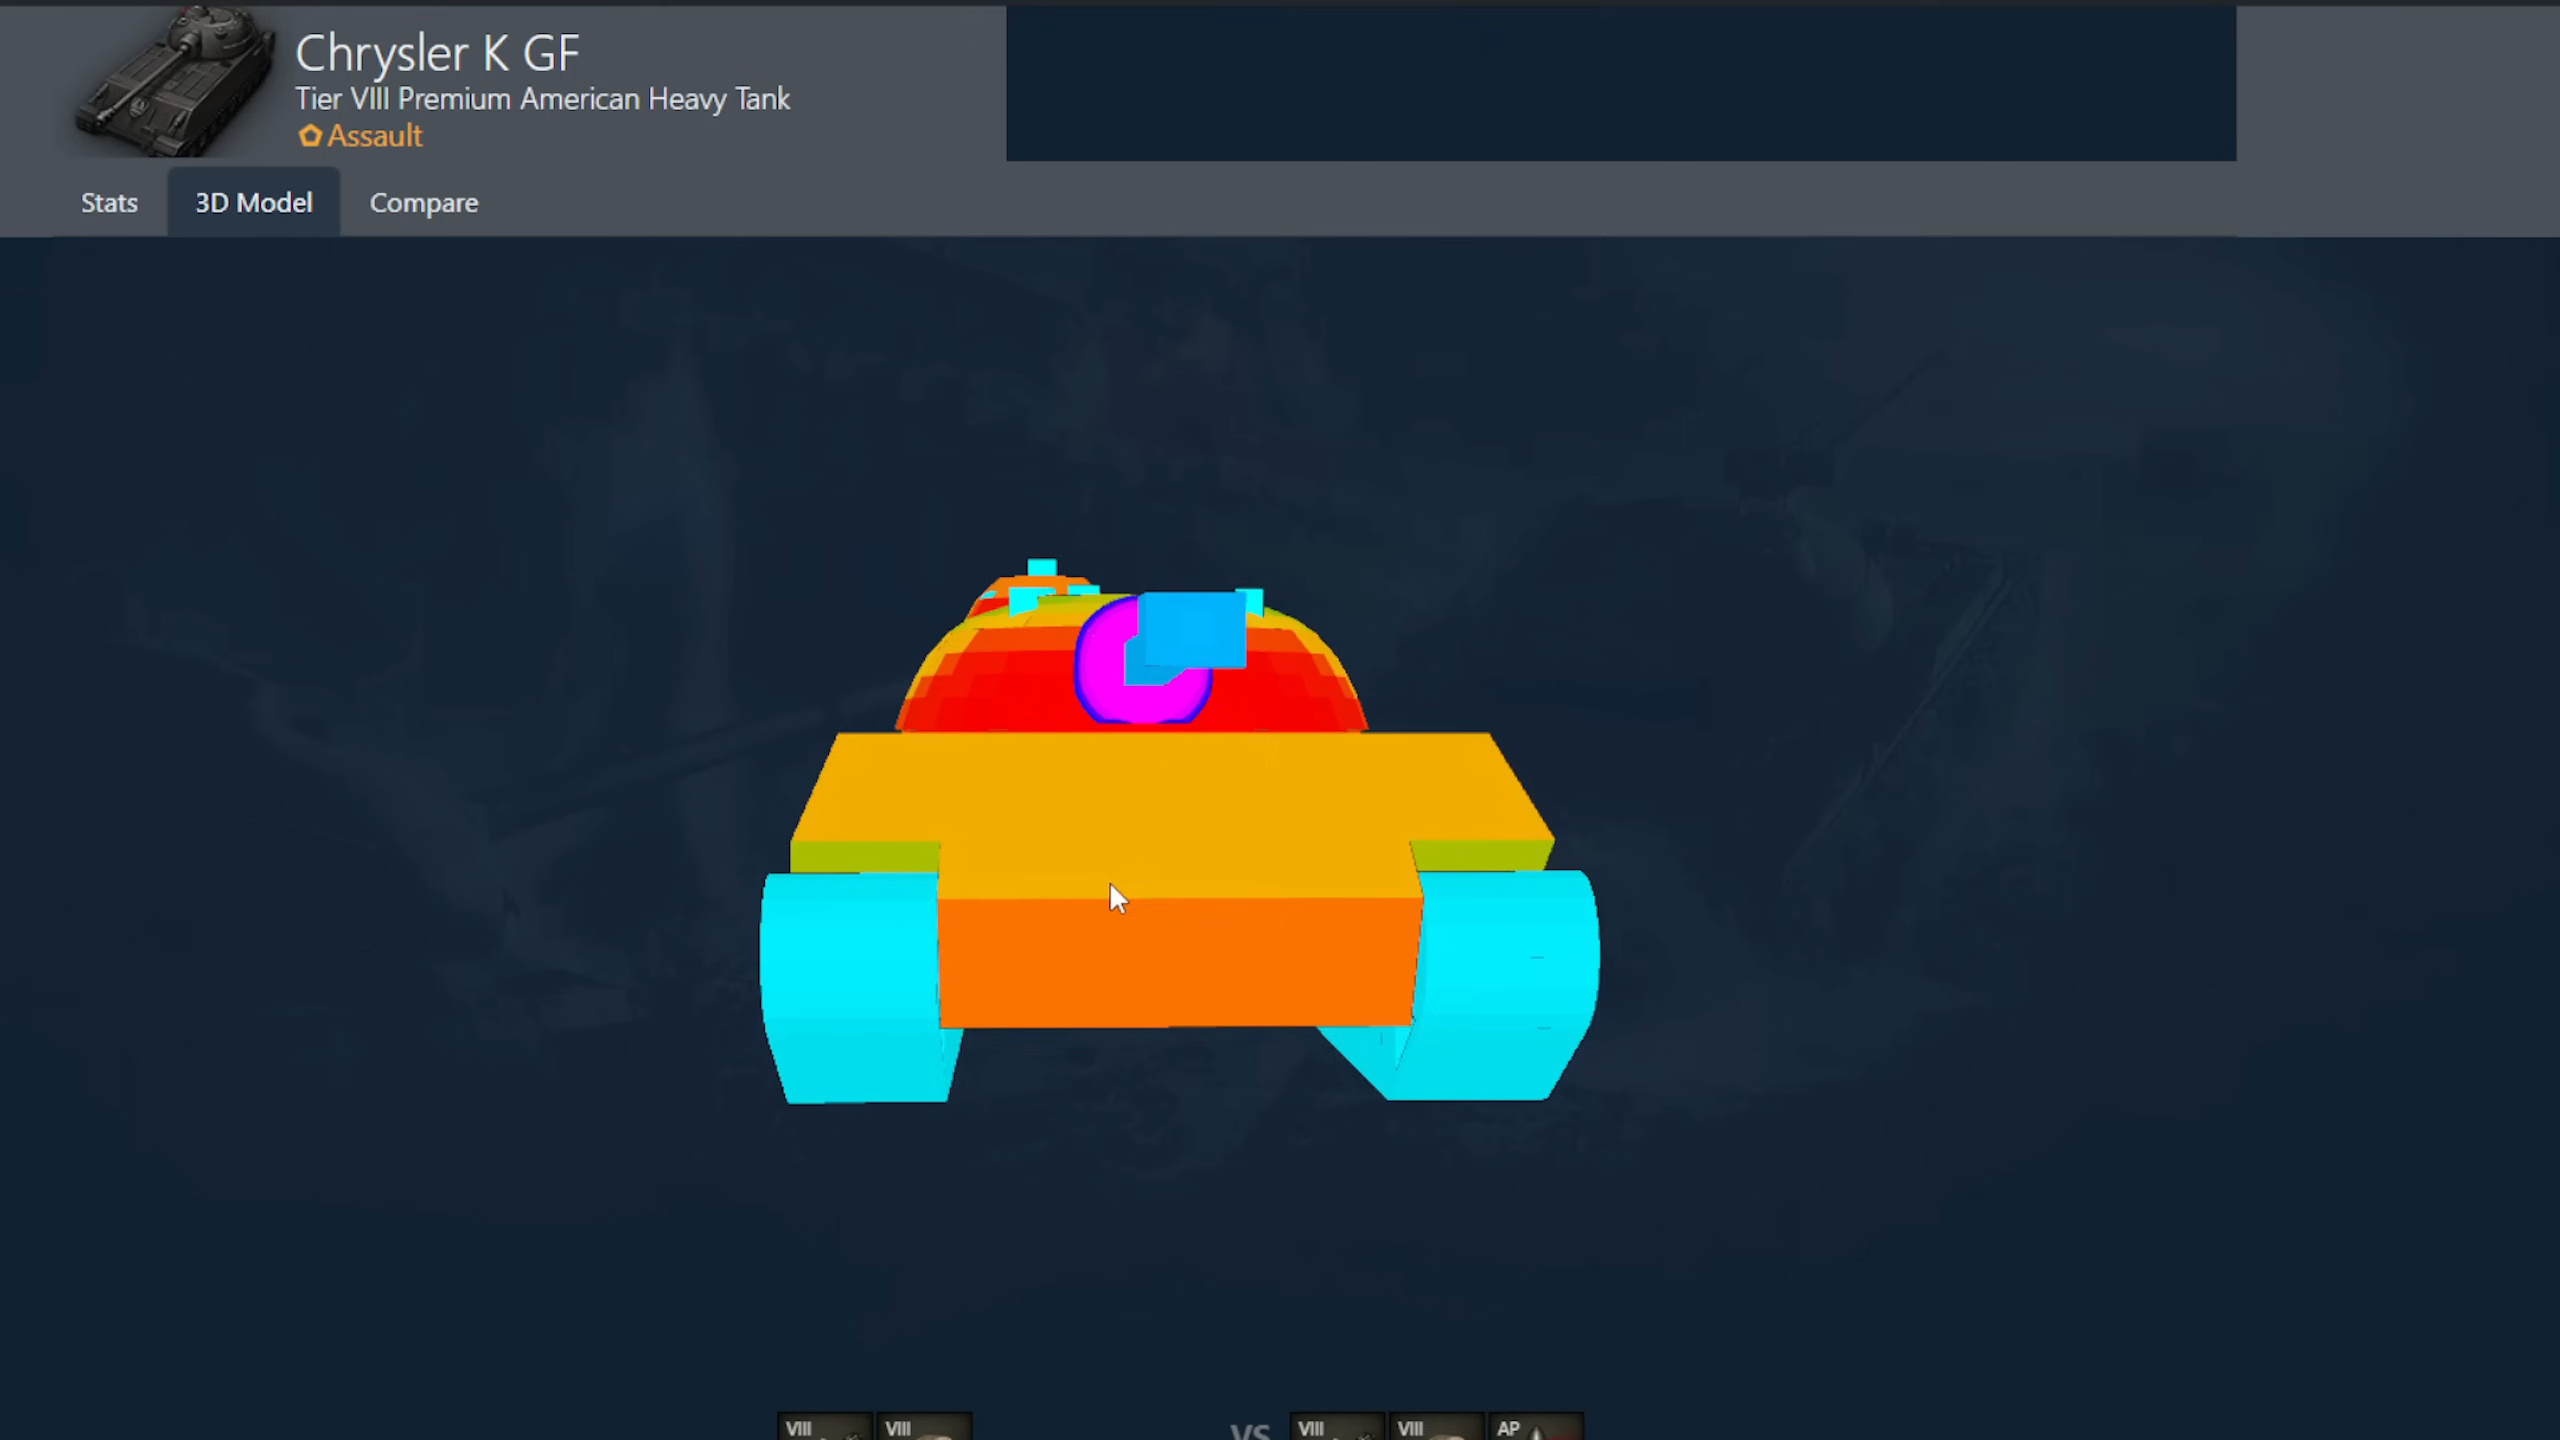 Chrysler K GF
Tier VIII Premium American Heavy Tank
Assault
Stats
3D Model
Compare
VIII
VIII
VS
VIII
VIII
AP